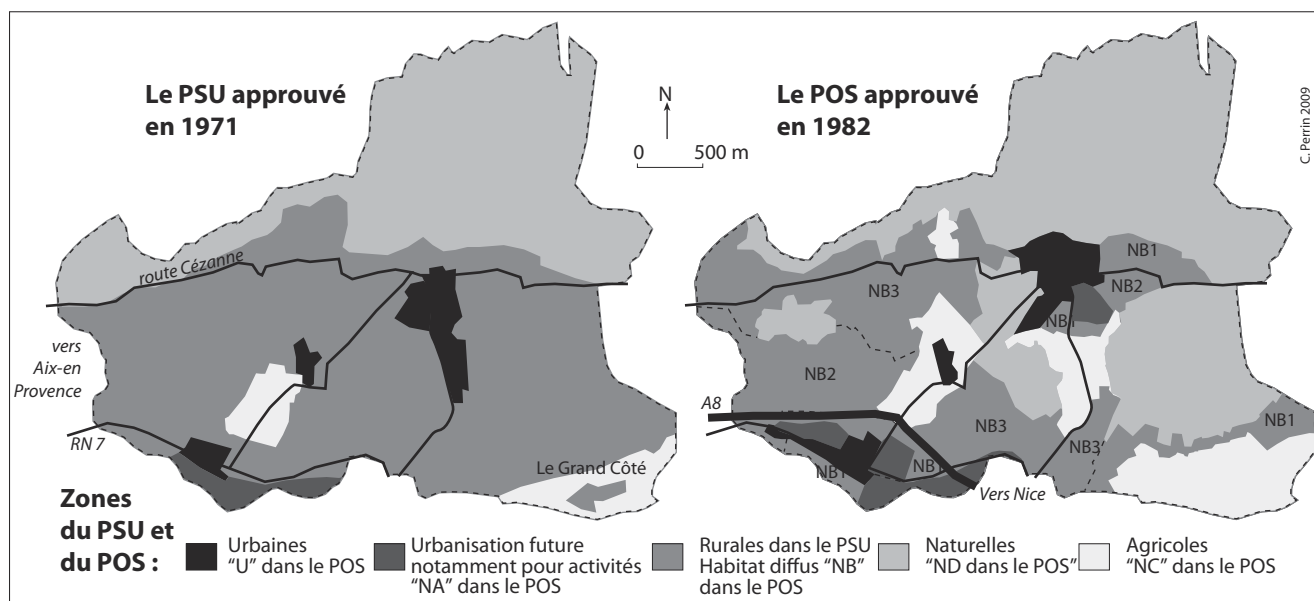 Le PSU approuvé
en 1971
N
0 500 m
Le POS approuvé
en 1982
C. Perrin 2009
route Cézanne
vers
Aix-en
Provence
RN 7
Le Grand Côté
NB1
NB2
NB3
NB1
NB2
A8
NB3
NB1
NB3
NB1
NB1
Vers Nice
Zones
du PSU et
du POS :
Urbaines
"U" dans le POS
Urbanisation future
notamment pour activités
"NA" dans le POS
Rurales dans le PSU
Habitat diffus "NB"
dans le POS
Naturelles
"ND dans le POS"
Agricoles
"NC" dans le POS